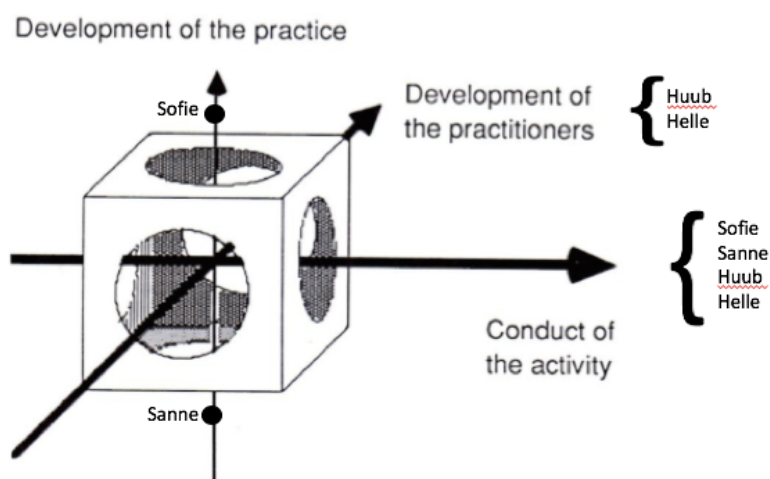 Development of the practice
Sofie
Development of
the practitioners
Huub
Helle
Sofie
Sanne
Huub
Helle
Conduct of
the activity
Sanne